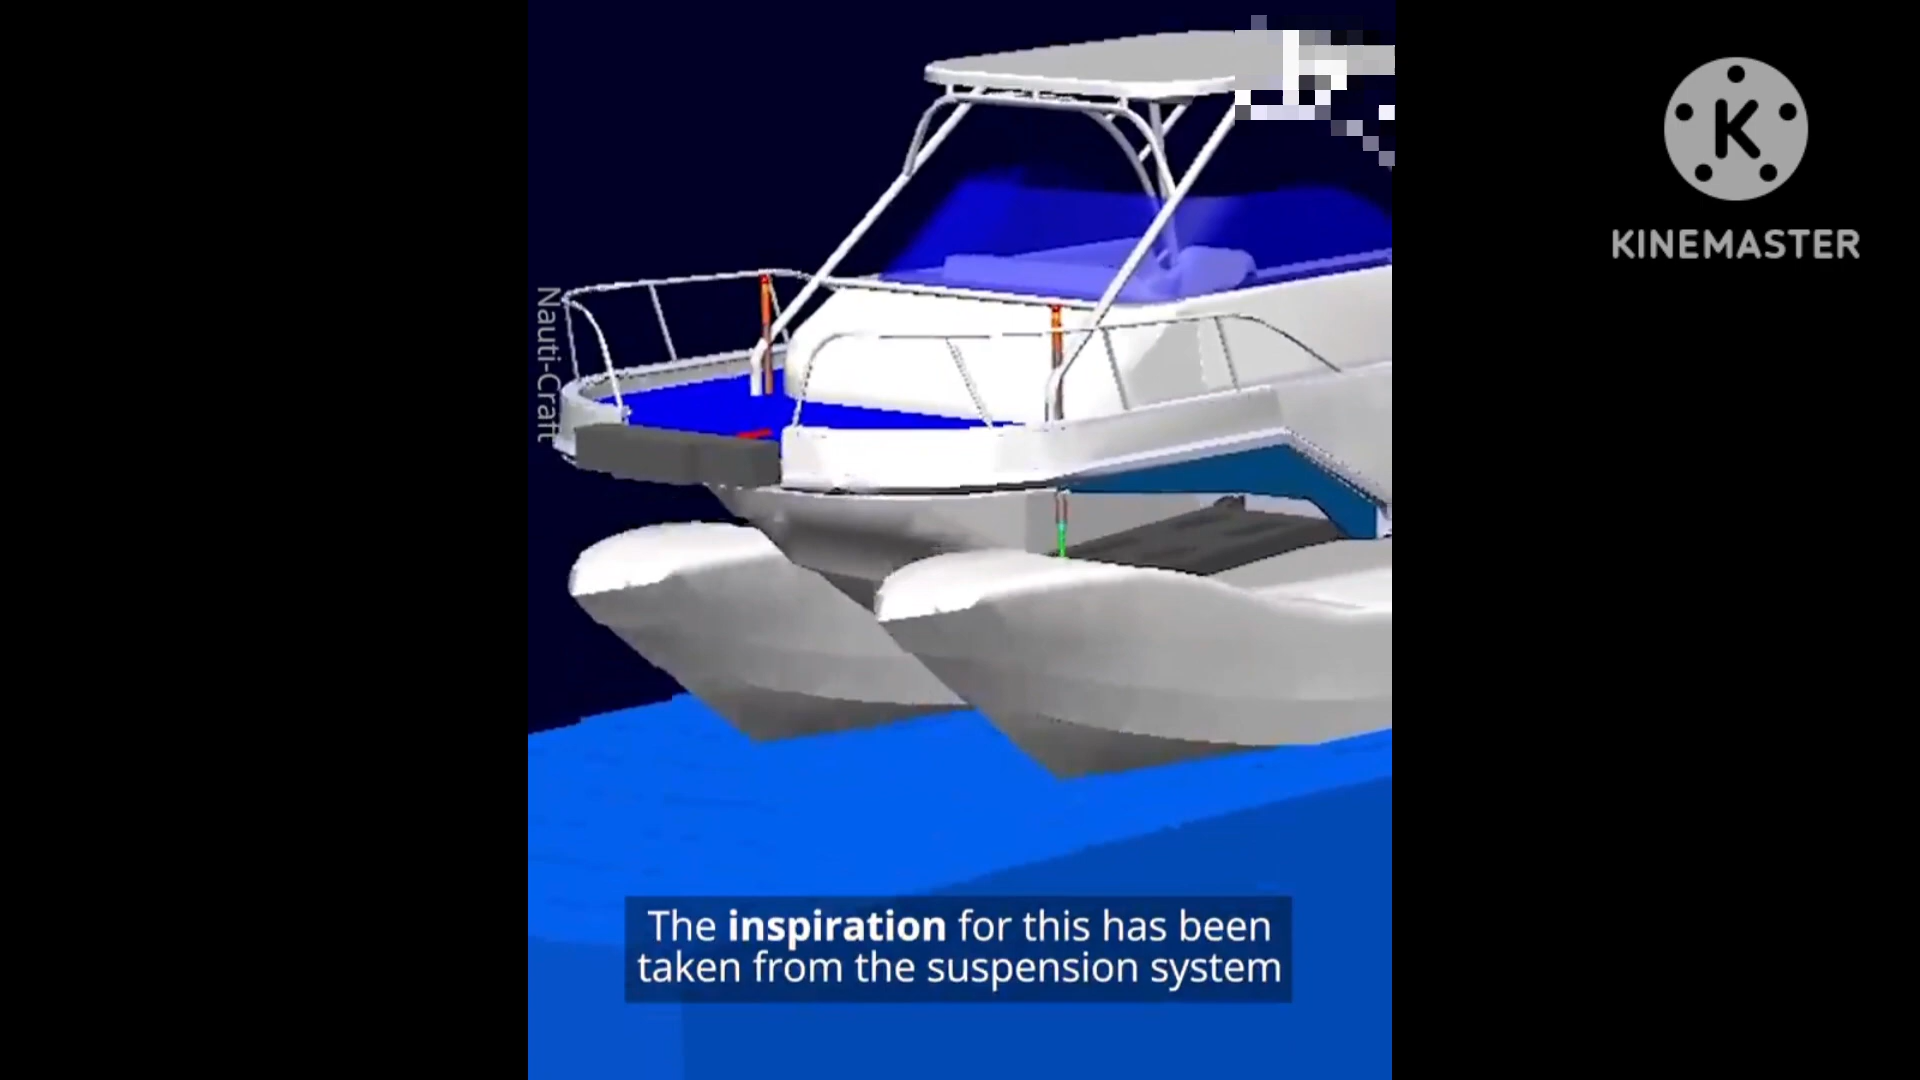 KINEMASTER
Nauti-Craft
The inspiration for this has been
taken from the suspension system